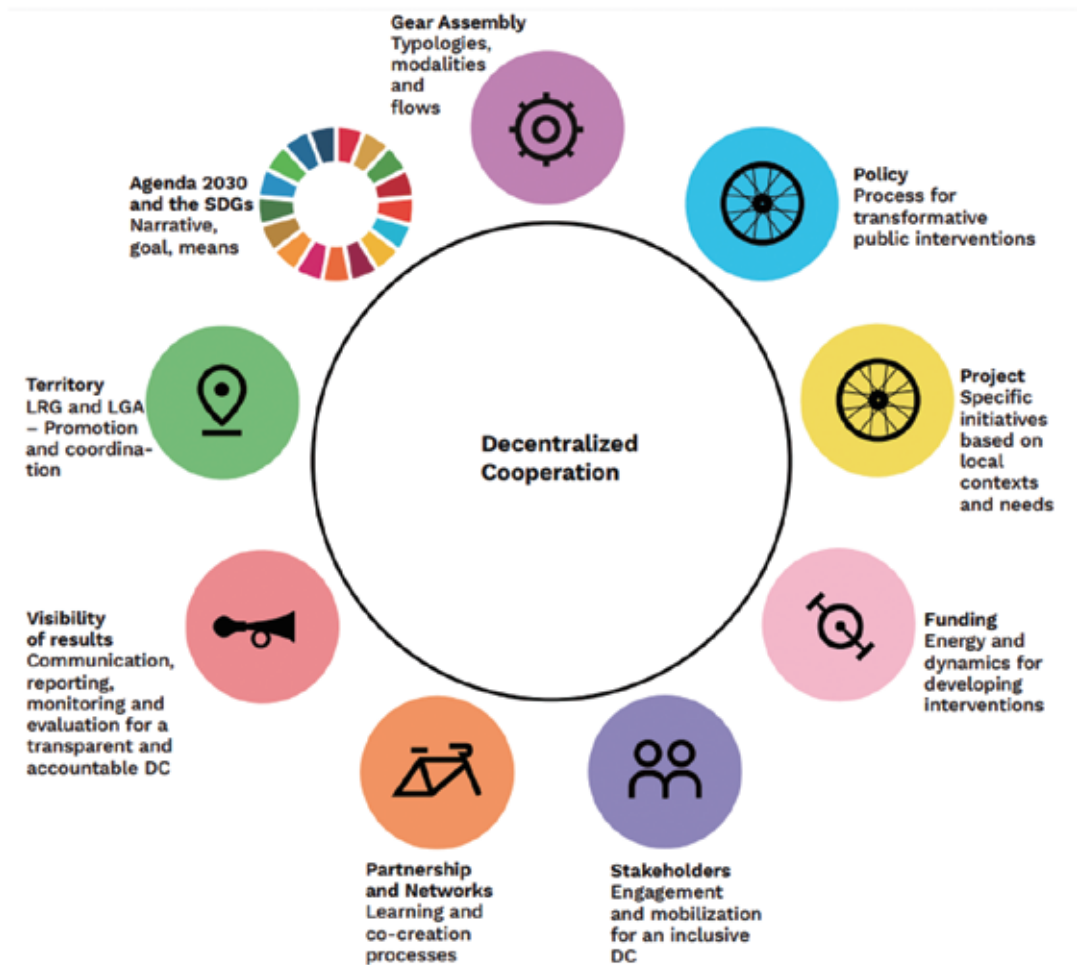 Gear Assembly
Typologies,
modalities
and
flows
Policy
Process for
transformative
public interventions
Agenda 2030
and the SDGs
Narrative,
goal, means
Territory
LRG and LGA
– Promotion
and coordina-
tion
Decentralized
Cooperation
Project
Specific
initiatives
based on
local
contexts
and needs
Visibility
of results
Communication,
reporting,
monitoring and
evaluation for a
transparent and
accountable DC
Funding
Energy and
dynamics for
developing
interventions
Partnership
and Networks
Learning and
co-creation
processes
Stakeholders
Engagement
and mobilization
for an inclusive
DC